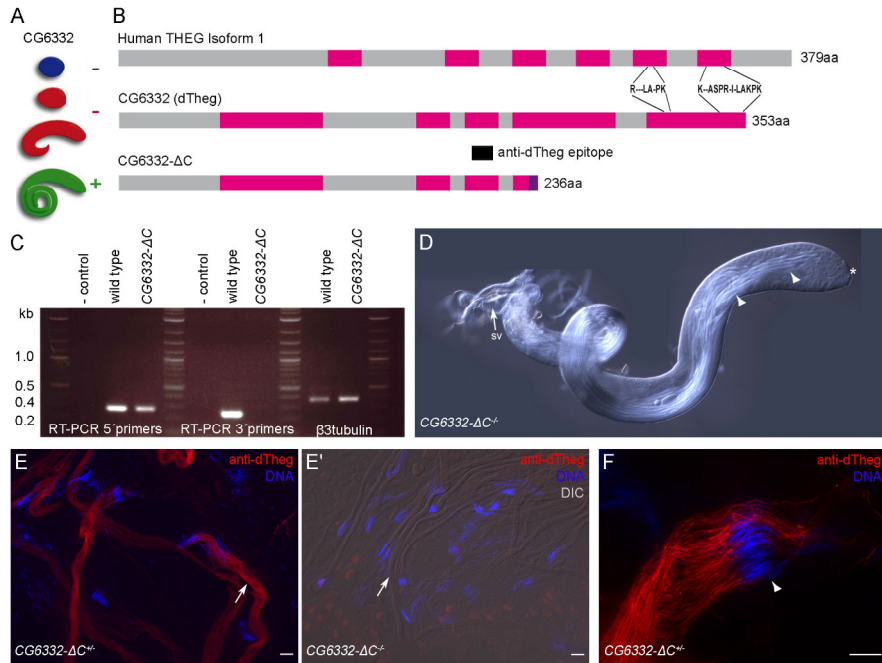 A
CG6332
–
–
+
B
Human THEG Isoform 1
379aa
R---LA-PK
K--ASPR-I-LAKPK
CG6332 (dTheg)
353aa
anti-dTheg epitope
CG6332-ΔC
236aa
C
- control
wild type
CG6332-ΔC
- control
wild type
CG6332-ΔC
wild type
CG6332-ΔC
kb
1.0
0.5
0.4
0.2
RT-PCR 5´primers
RT-PCR 3´primers
β3tubulin
D
*
sv
CG6332-ΔC-/-
E
anti-dTheg
DNA
CG6332-ΔC+/-
E'
anti-dTheg
DNA
DIC
CG6332-ΔC-/-
F
anti-dTheg
DNA
CG6332-ΔC+/-